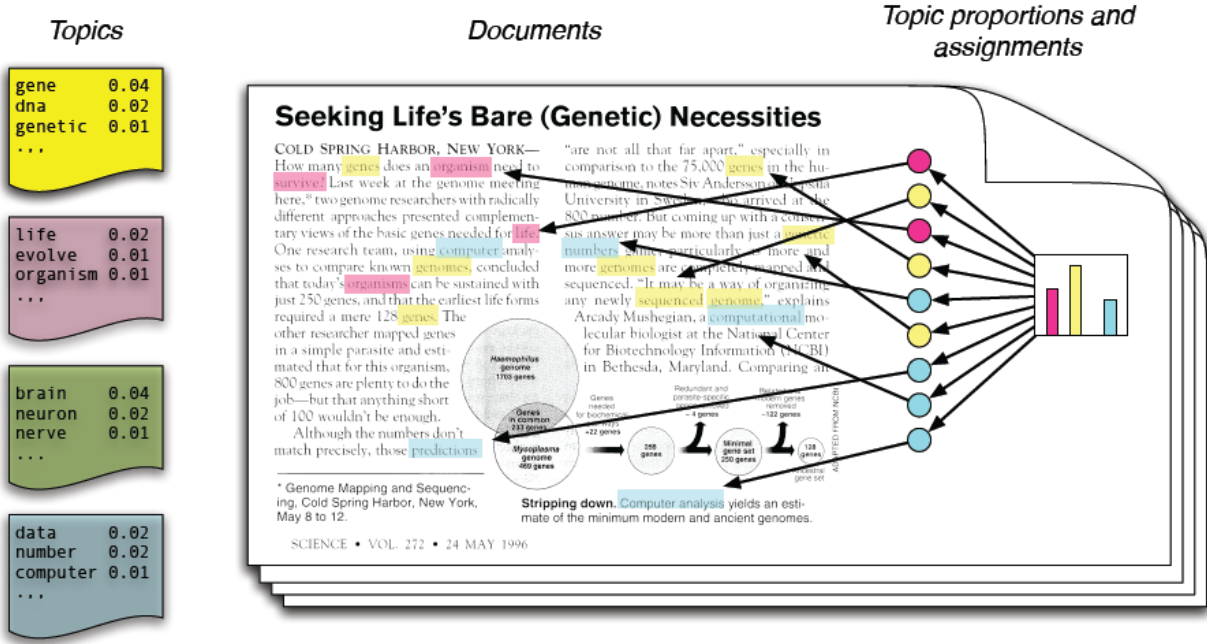 Topics
Documents
Topic proportions and
assignments
gene 0.04
dna 0.02
genetic 0.01
...
life 0.02
evolve 0.01
organism 0.01
...
brain 0.04
neuron 0.02
nerve 0.01
...
data 0.02
number 0.02
computer 0.01
...
Seeking Life's Bare (Genetic) Necessities
COLD SPRING HARBOR, NEW YORK—
How many genes does an organism need to
survive? Last week at the genome meeting
here,* two genome researchers with radically
different approaches presented complemen-
tary views of the basic genes needed for life.
One research team, using computer analy-
ses to compare known genomes, concluded
that today's organisms can be sustained with
just 250 genes, and that the earliest life forms
required a mere 128 genes. The
other researcher mapped genes
in a simple parasite and esti-
mated that for this organism,
800 genes are plenty to do the
job—but that anything short
of 100 wouldn't be enough.
Although the numbers don't
match precisely, those predictions
* Genome Mapping and Sequenc-
ing, Cold Spring Harbor, New York,
May 8 to 12.
"are not all that far apart," especially in
comparison to the 75,000 genes in the hu-
man genome, notes Siv Andersson
University in who arrived at the
800 number. But coming up with a consen-
sus answer may be more than just a genetic
numbers particularly as more and
more genomes are completely mapped and
sequenced. "It may be a way of organizing
any newly sequenced genome," explains
Arcady Mushegian, a computational mo-
lecular biologist at the National Center
for Biotechnology Information (NCBI)
in Bethesda, Maryland. Comparing an
Haemophilus
genome
1703 genes
Genes
in common
233 genes
Mycoplasma
genome
469 genes
Genes
needed
for biochemical
+22 genes
256
genes
Redundant and
parasite-specific
– 4 genes
Minimal
gene set
250 genes
modern genes
removed
–122 genes
128
genes
gene set
ADAPTED FROM NCBI
Stripping down. Computer analysis yields an esti-
mate of the minimum modern and ancient genomes.
SCIENCE • VOL. 272 • 24 MAY 1996